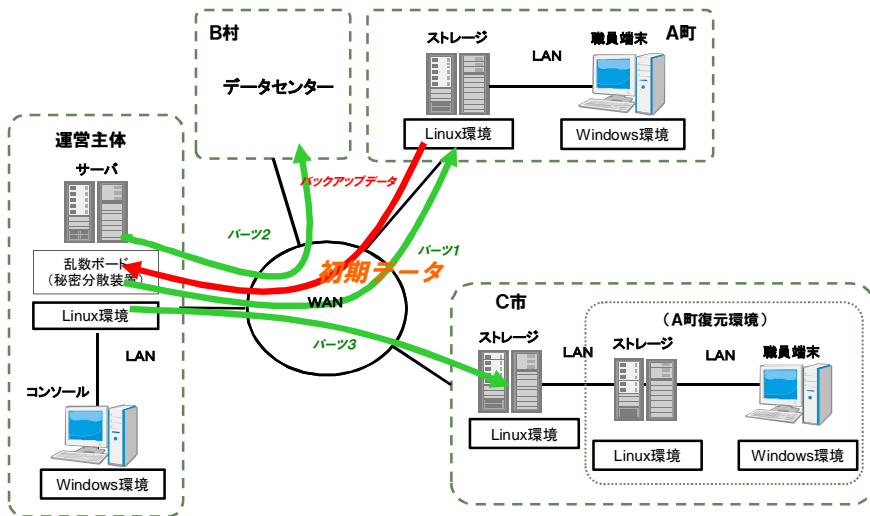 B村
データセンター
ストレージ
LAN
職員端末
A町
Linux環境
Windows環境
運営主体
サーバ
乱数ボード
（秘密分散装置）
Linux環境
LAN
コンソール
Windows環境
バックアップデータ
パーツ2
パーツ1
初期データ
WAN
パーツ3
C市
（A町復元環境）
ストレージ
LAN
ストレージ
LAN
職員端末
Linux環境
Linux環境
Windows環境